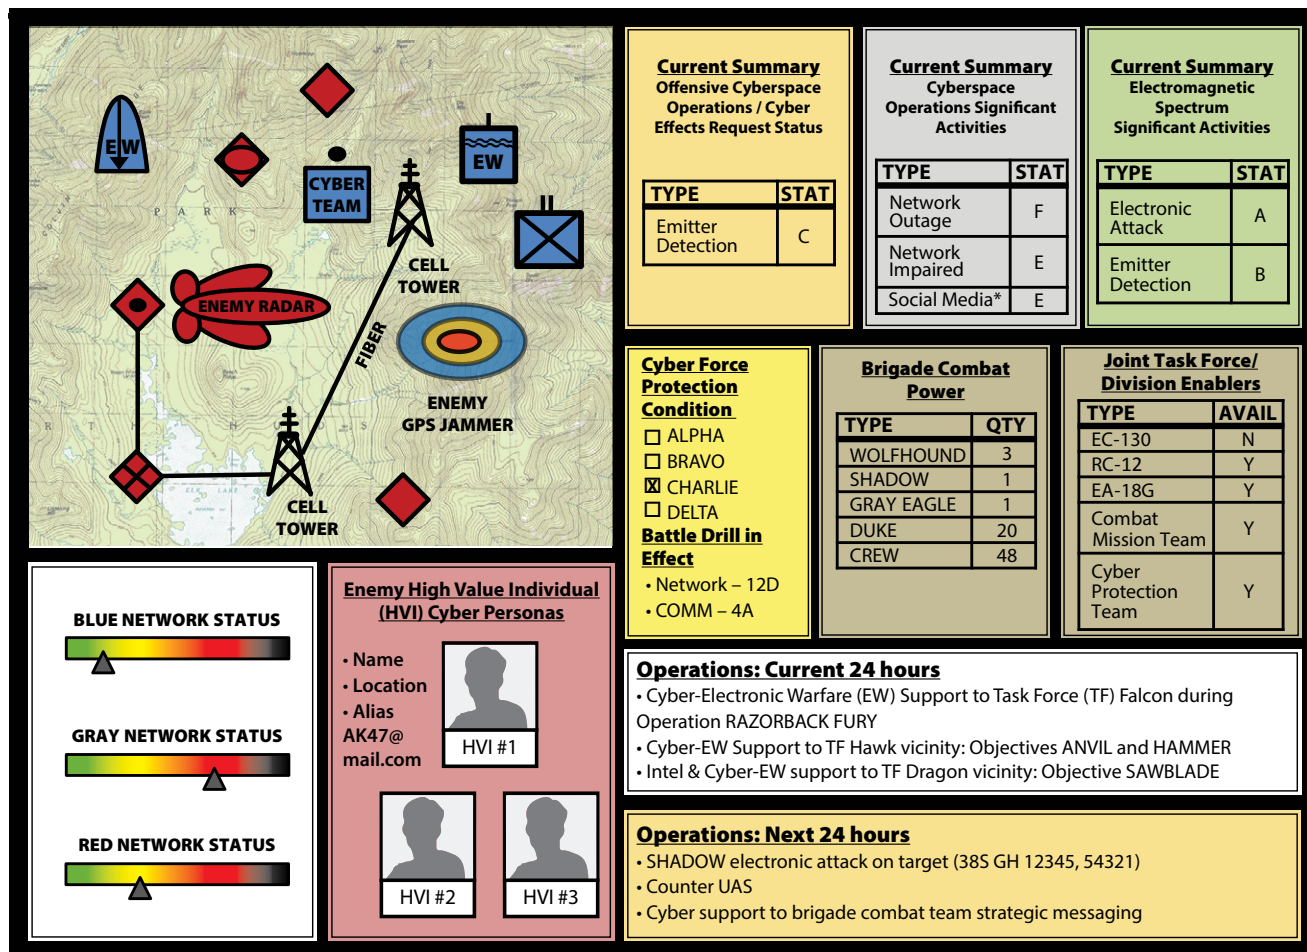 EW
CYBER
TEAM
EW
CELL
TOWER
ENEMY RADAR
FIBER
ENEMY
GPS JAMMER
CELL
TOWER
PARK
ELK LAKE
Current Summary
Offensive Cyberspace
Operations / Cyber
Effects Request Status
TYPE STAT
Emitter
Detection C
Current Summary
Cyberspace
Operations Significant
Activities
TYPE STAT
Network
Outage F
Network
Impaired E
Social Media* E
Current Summary
Electromagnetic
Spectrum
Significant Activities
TYPE STAT
Electronic
Attack A
Emitter
Detection B
Cyber Force
Protection
Condition
ALPHA
BRAVO
X CHARLIE
DELTA
Battle Drill in
Effect
• Network – 12D
• COMM – 4A
Brigade Combat
Power
TYPE QTY
WOLFHOUND 3
SHADOW 1
GRAY EAGLE 1
DUKE 20
CREW 48
Joint Task Force/
Division Enablers
TYPE AVAIL
EC-130 N
RC-12 Y
EA-18G Y
Combat
Mission Team Y
Cyber
Protection
Team Y
BLUE NETWORK STATUS
GRAY NETWORK STATUS
RED NETWORK STATUS
Enemy High Value Individual
(HVI) Cyber Personas
• Name
• Location
• Alias
AK47@
mail.com
HVI #1
HVI #2
HVI #3
Operations: Current 24 hours
• Cyber-Electronic Warfare (EW) Support to Task Force (TF) Falcon during
Operation RAZORBACK FURY
• Cyber-EW Support to TF Hawk vicinity: Objectives ANVIL and HAMMER
• Intel & Cyber-EW support to TF Dragon vicinity: Objective SAWBLADE
Operations: Next 24 hours
• SHADOW electronic attack on target (38S GH 12345, 54321)
• Counter UAS
• Cyber support to brigade combat team strategic messaging